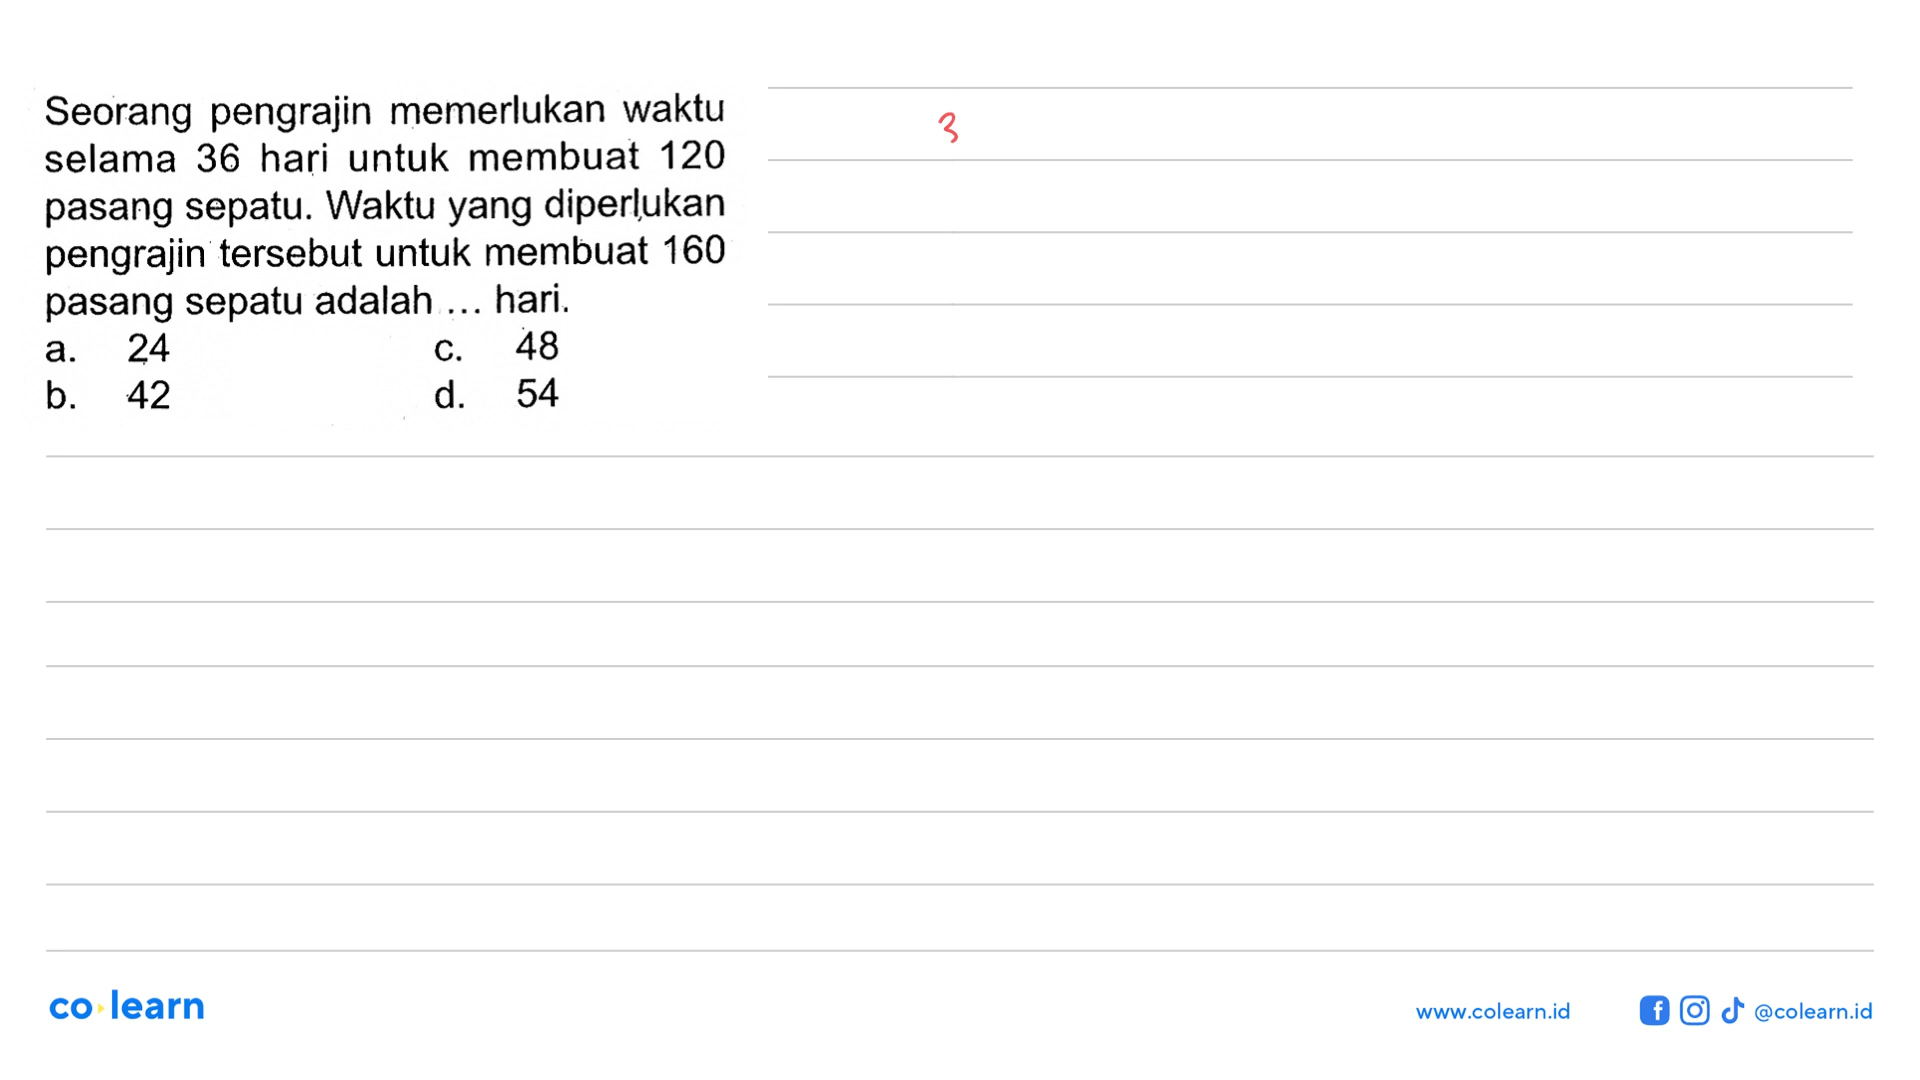 Seorang pengrajin memerlukan waktu
selama 36 hari untuk membuat 120
pasang sepatu. Waktu yang diperlukan
pengrajin tersebut untuk membuat 160
pasang sepatu adalah ... hari.
a. 24 c. 48
b. 42 d. 54
3
co learn
www.colearn.id @colearn.id